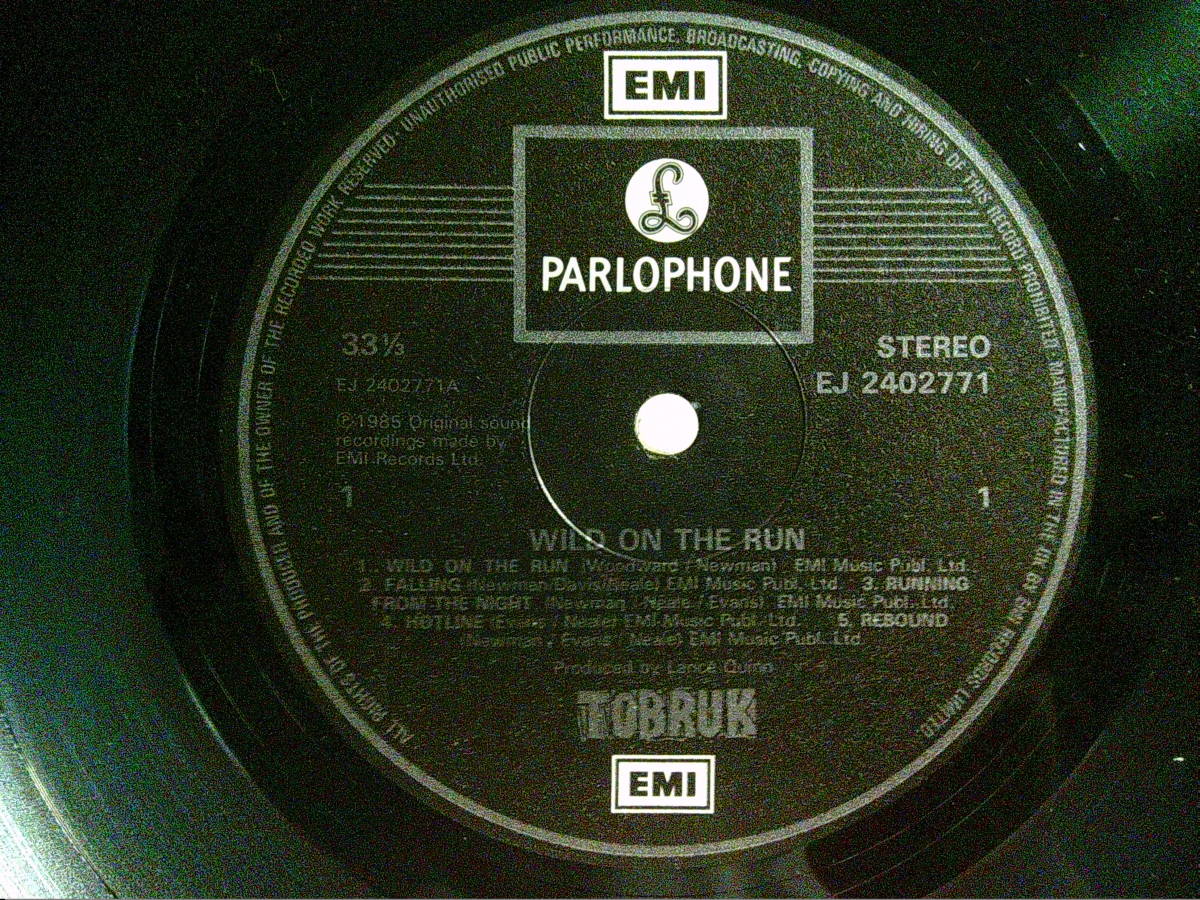 ALL RIGHTS OF THE PRODUCER AND OF THE OWNER OF THE RECORDED WORK RESERVED· UNAUTHORISED PUBLIC PERFORMANCE, BROADCASTING, COPYING AND HIRING OF THIS RECORD PROHIBITED. MANUFACTURED IN THE UK BY EMI RECORDS LIMITED
EMI
£
PARLOPHONE
33⅓
STEREO
EJ 2402771A
EJ 2402771
℗1985 Original sound
recordings made by
EMI Records Ltd.
1
1
WILD ON THE RUN
1. WILD ON THE RUN (Woodward / Newman) EMI Music Publ. Ltd.
2. FALLING (Newman/Davis/Neale) EMI Music Publ. Ltd. 3. RUNNING
FROM THE NIGHT (Newman / Neale / Evans) EMI Music Publ. Ltd.
4. HOTLINE (Evans / Neale) EMI Music Publ. Ltd. 5. REBOUND
(Newman / Evans / Neale) EMI Music Publ. Ltd.
Produced by Lance Quinn
TOBRUK
EMI